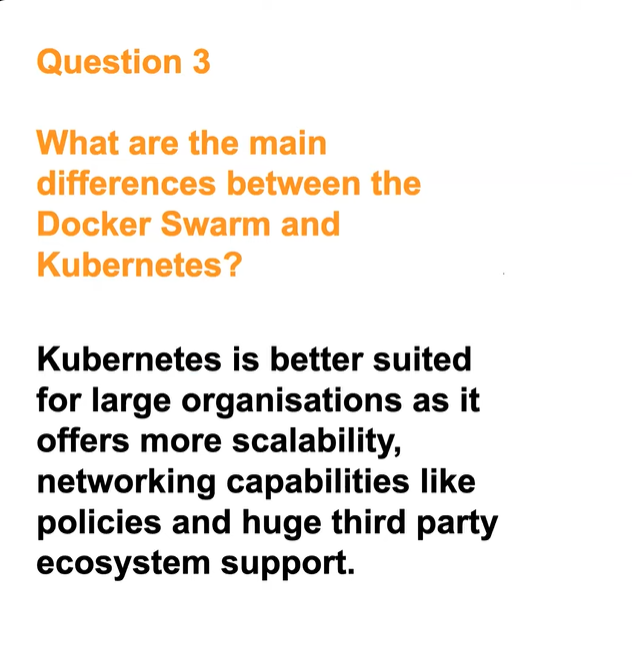 Question 3
What are the main
differences between the
Docker Swarm and
Kubernetes?
Kubernetes is better suited
for large organisations as it
offers more scalability,
networking capabilities like
policies and huge third party
ecosystem support.